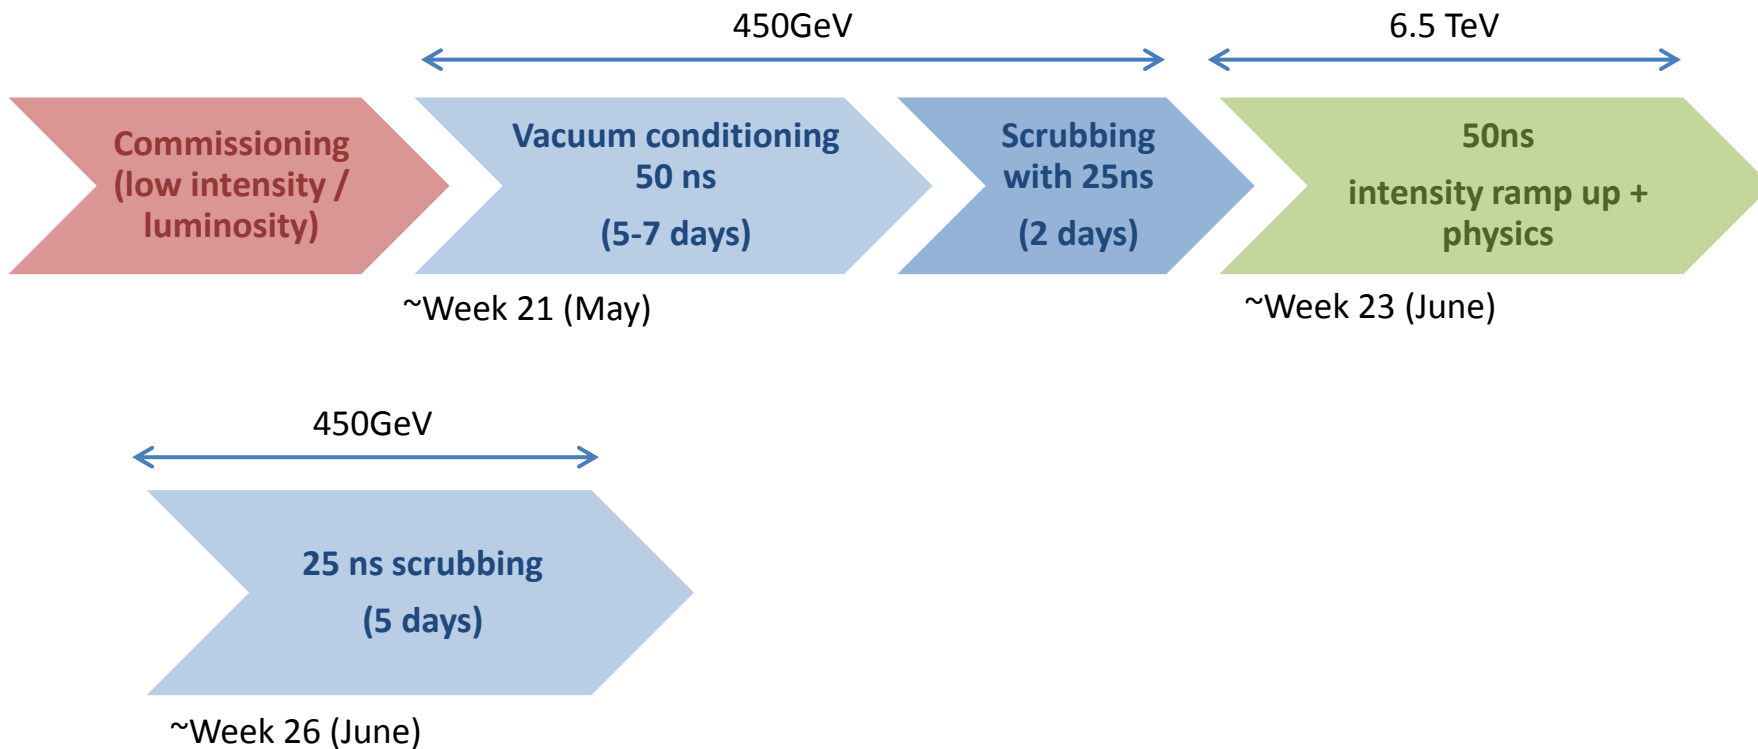 450GeV
6.5 TeV
Commissioning
(low intensity /
luminosity)
Vacuum conditioning
50 ns
(5-7 days)
Scrubbing
with 25ns
(2 days)
50ns
intensity ramp up +
physics
~Week 21 (May)
~Week 23 (June)
450GeV
25 ns scrubbing
(5 days)
~Week 26 (June)